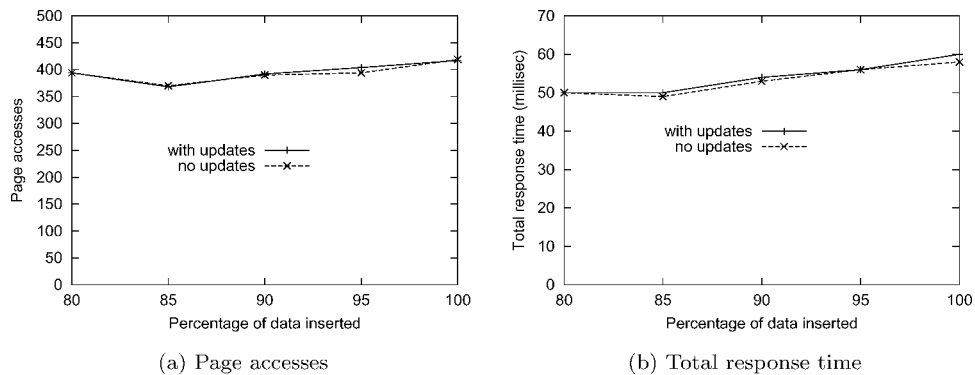 500
450
400
350
300
250
200
150
100
50
0
Page accesses
with updates
no updates
80 85 90 95 100
Percentage of data inserted
(a) Page accesses
70
60
50
40
30
20
10
0
Total response time (millisec)
with updates
no updates
80 85 90 95 100
Percentage of data inserted
(b) Total response time